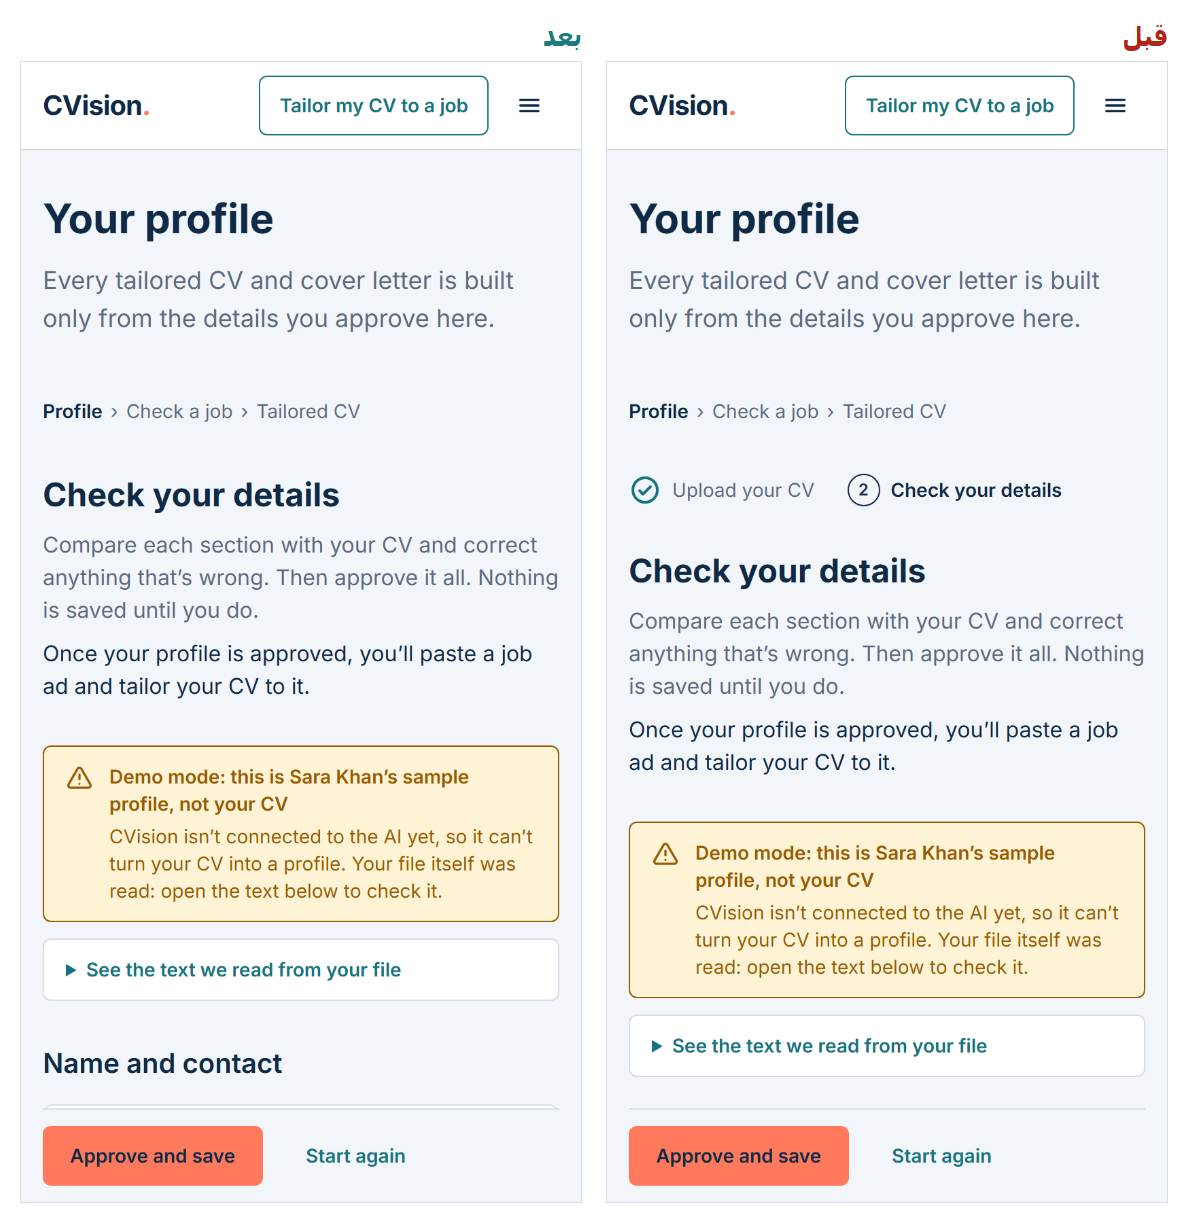 قبل
CVision.
Tailor my CV to a job
Your profile
Every tailored CV and cover letter is built
only from the details you approve here.
Profile › Check a job › Tailored CV
Upload your CV
2 Check your details
Check your details
Compare each section with your CV and correct
anything that’s wrong. Then approve it all. Nothing
is saved until you do.
Once your profile is approved, you’ll paste a job
ad and tailor your CV to it.
Demo mode: this is Sara Khan’s sample
profile, not your CV
CVision isn’t connected to the AI yet, so it can’t
turn your CV into a profile. Your file itself was
read: open the text below to check it.
See the text we read from your file
Approve and save
Start again
بعد
CVision.
Tailor my CV to a job
Your profile
Every tailored CV and cover letter is built
only from the details you approve here.
Profile › Check a job › Tailored CV
Check your details
Compare each section with your CV and correct
anything that’s wrong. Then approve it all. Nothing
is saved until you do.
Once your profile is approved, you’ll paste a job
ad and tailor your CV to it.
Demo mode: this is Sara Khan’s sample
profile, not your CV
CVision isn’t connected to the AI yet, so it can’t
turn your CV into a profile. Your file itself was
read: open the text below to check it.
See the text we read from your file
Name and contact
Approve and save
Start again